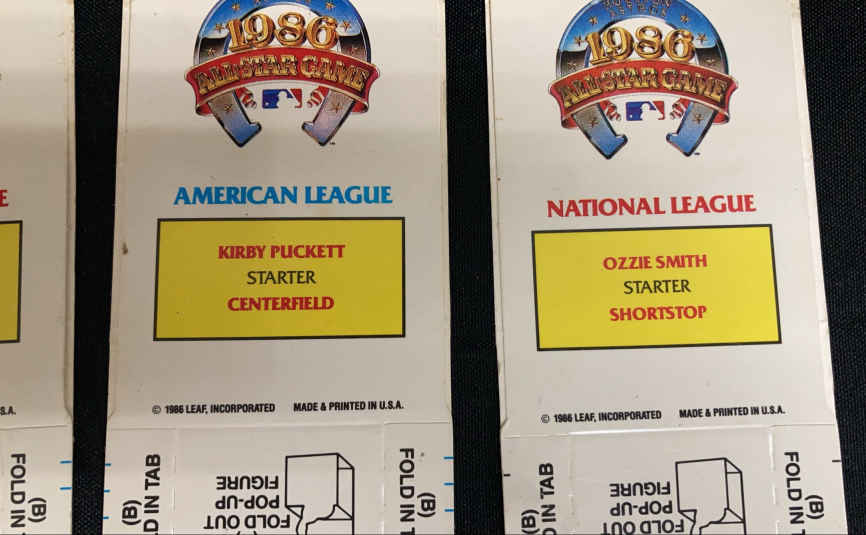 1986
ALL-STAR GAME
AMERICAN LEAGUE
KIRBY PUCKETT
STARTER
CENTERFIELD
© 1986 LEAF, INCORPORATED MADE & PRINTED IN U.S.A.
(B)
D IN TAB
FOLD OUT
POP-UP
FIGURE
(B)
FOLD IN T
1986
ALL-STAR GAME
NATIONAL LEAGUE
OZZIE SMITH
STARTER
SHORTSTOP
© 1986 LEAF, INCORPORATED MADE & PRINTED IN U.S.A.
(B)
D IN TAB
FOLD OUT
POP-UP
FIGURE
(B)
FOLD IN T
E
S.A.
(B)
FOLD IN T